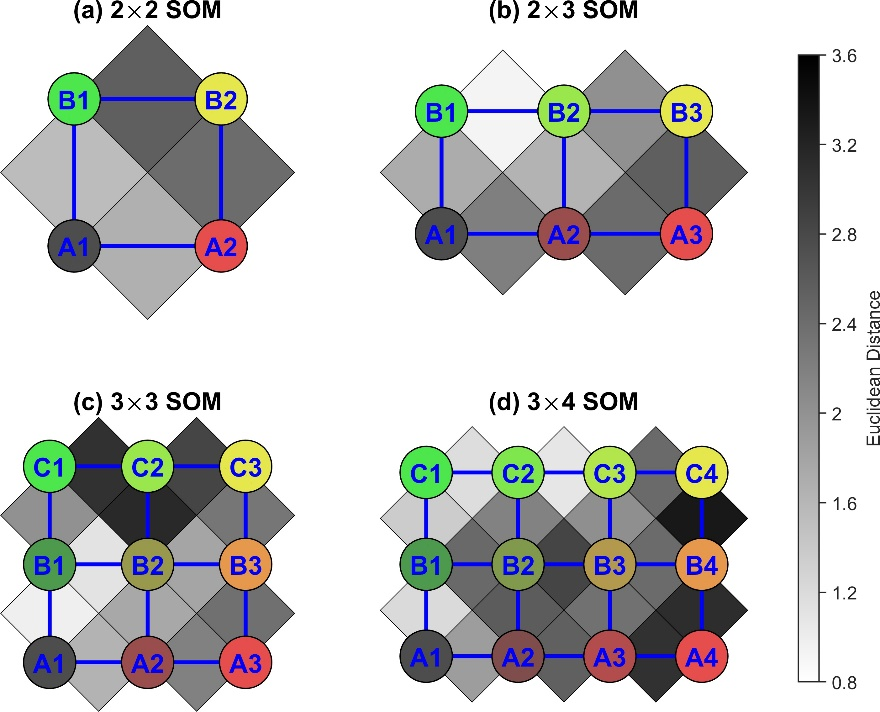 (a) 2×2 SOM
(b) 2×3 SOM
B1 B2
B1 B2 B3
A1 A2
A1 A2 A3
(c) 3×3 SOM
(d) 3×4 SOM
C1 C2 C3
C1 C2 C3 C4
B1 B2 B3
B1 B2 B3 B4
A1 A2 A3
A1 A2 A3 A4
3.6
3.2
2.8
2.4
2
1.6
1.2
0.8
Euclidean Distance